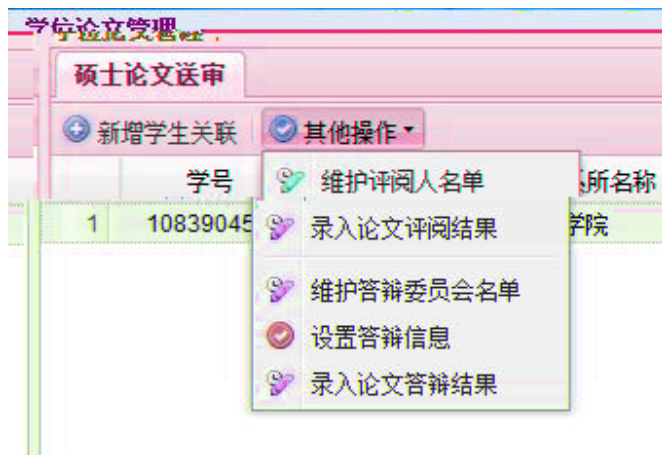 学位论文管理
硕士论文送审
新增学生关联 其他操作
学号 所名称
维护评阅人名单
1 10839045 学院
录入论文评阅结果
维护答辩委员会名单
设置答辩信息
录入论文答辩结果